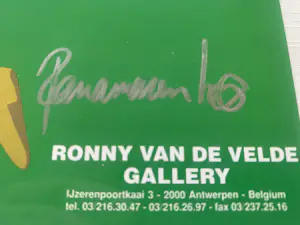 Panamarenko
RONNY VAN DE VELDE
GALLERY
IJzerenpoortkaai 3 - 2000 Antwerpen - Belgium
tel. 03/216.30.47 - 03/216.26.97 - fax 03/237.25.16